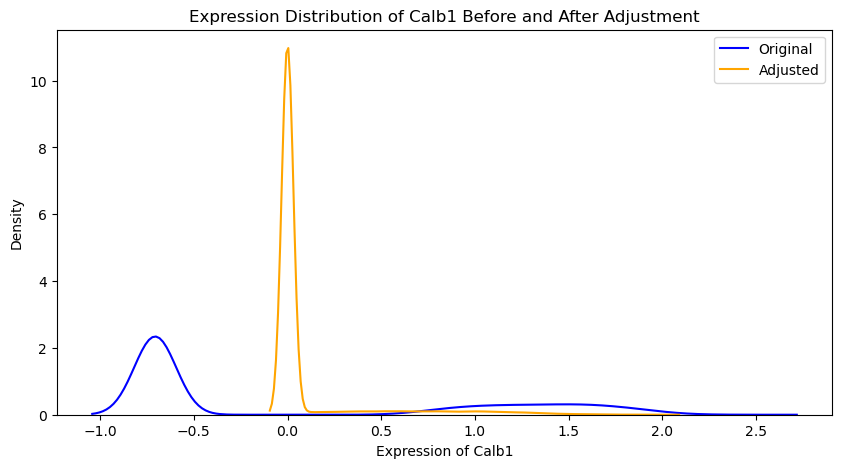 Expression Distribution of Calb1 Before and After Adjustment
Original
Adjusted
Density
10
8
6
4
2
0
−1.0 −0.5 0.0 0.5 1.0 1.5 2.0 2.5
Expression of Calb1